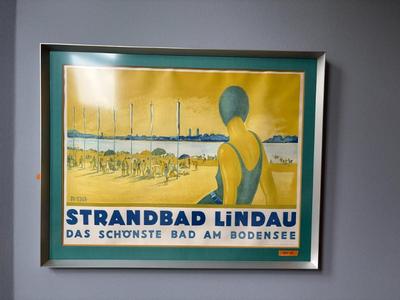 STRANDBAD LiNDAU
DAS SCHÖNSTE BAD AM BODENSEE